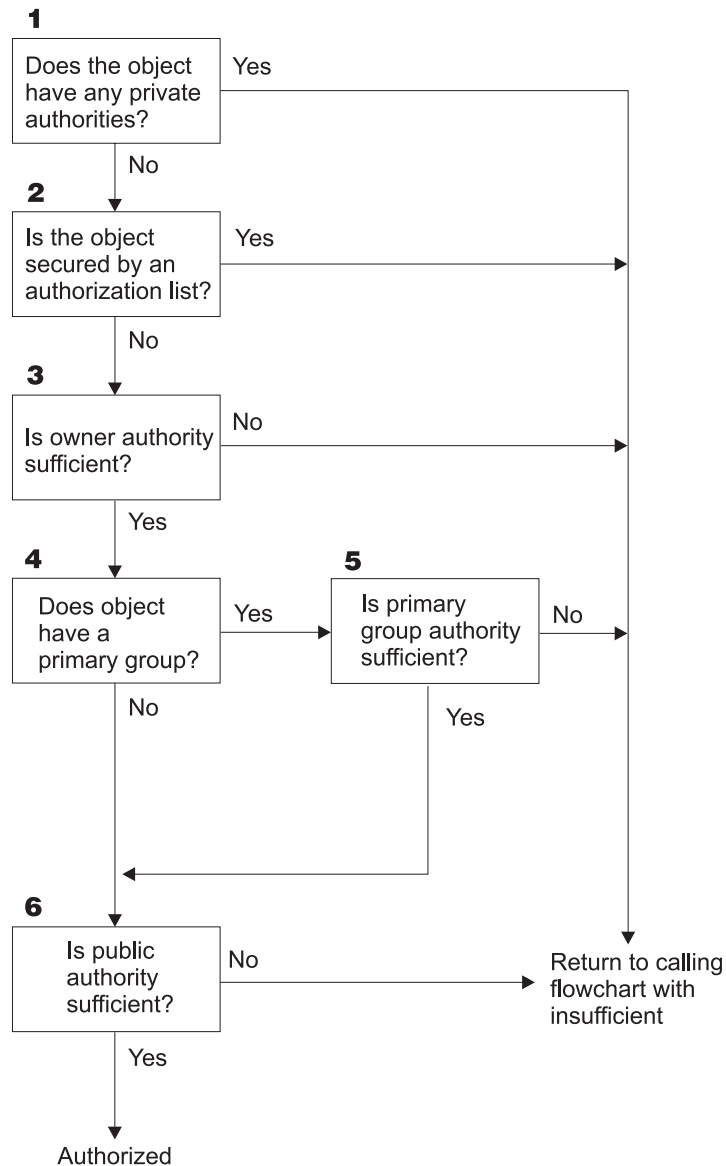 1
Does the object
have any private
authorities?
Yes
No
2
Is the object
secured by an
authorization list?
Yes
No
3
Is owner authority
sufficient?
No
Yes
4
Does object
have a
primary group?
Yes
No
5
Is primary
group authority
sufficient?
No
Yes
6
Is public
authority
sufficient?
No
Yes
Return to calling
flowchart with
insufficient
Authorized